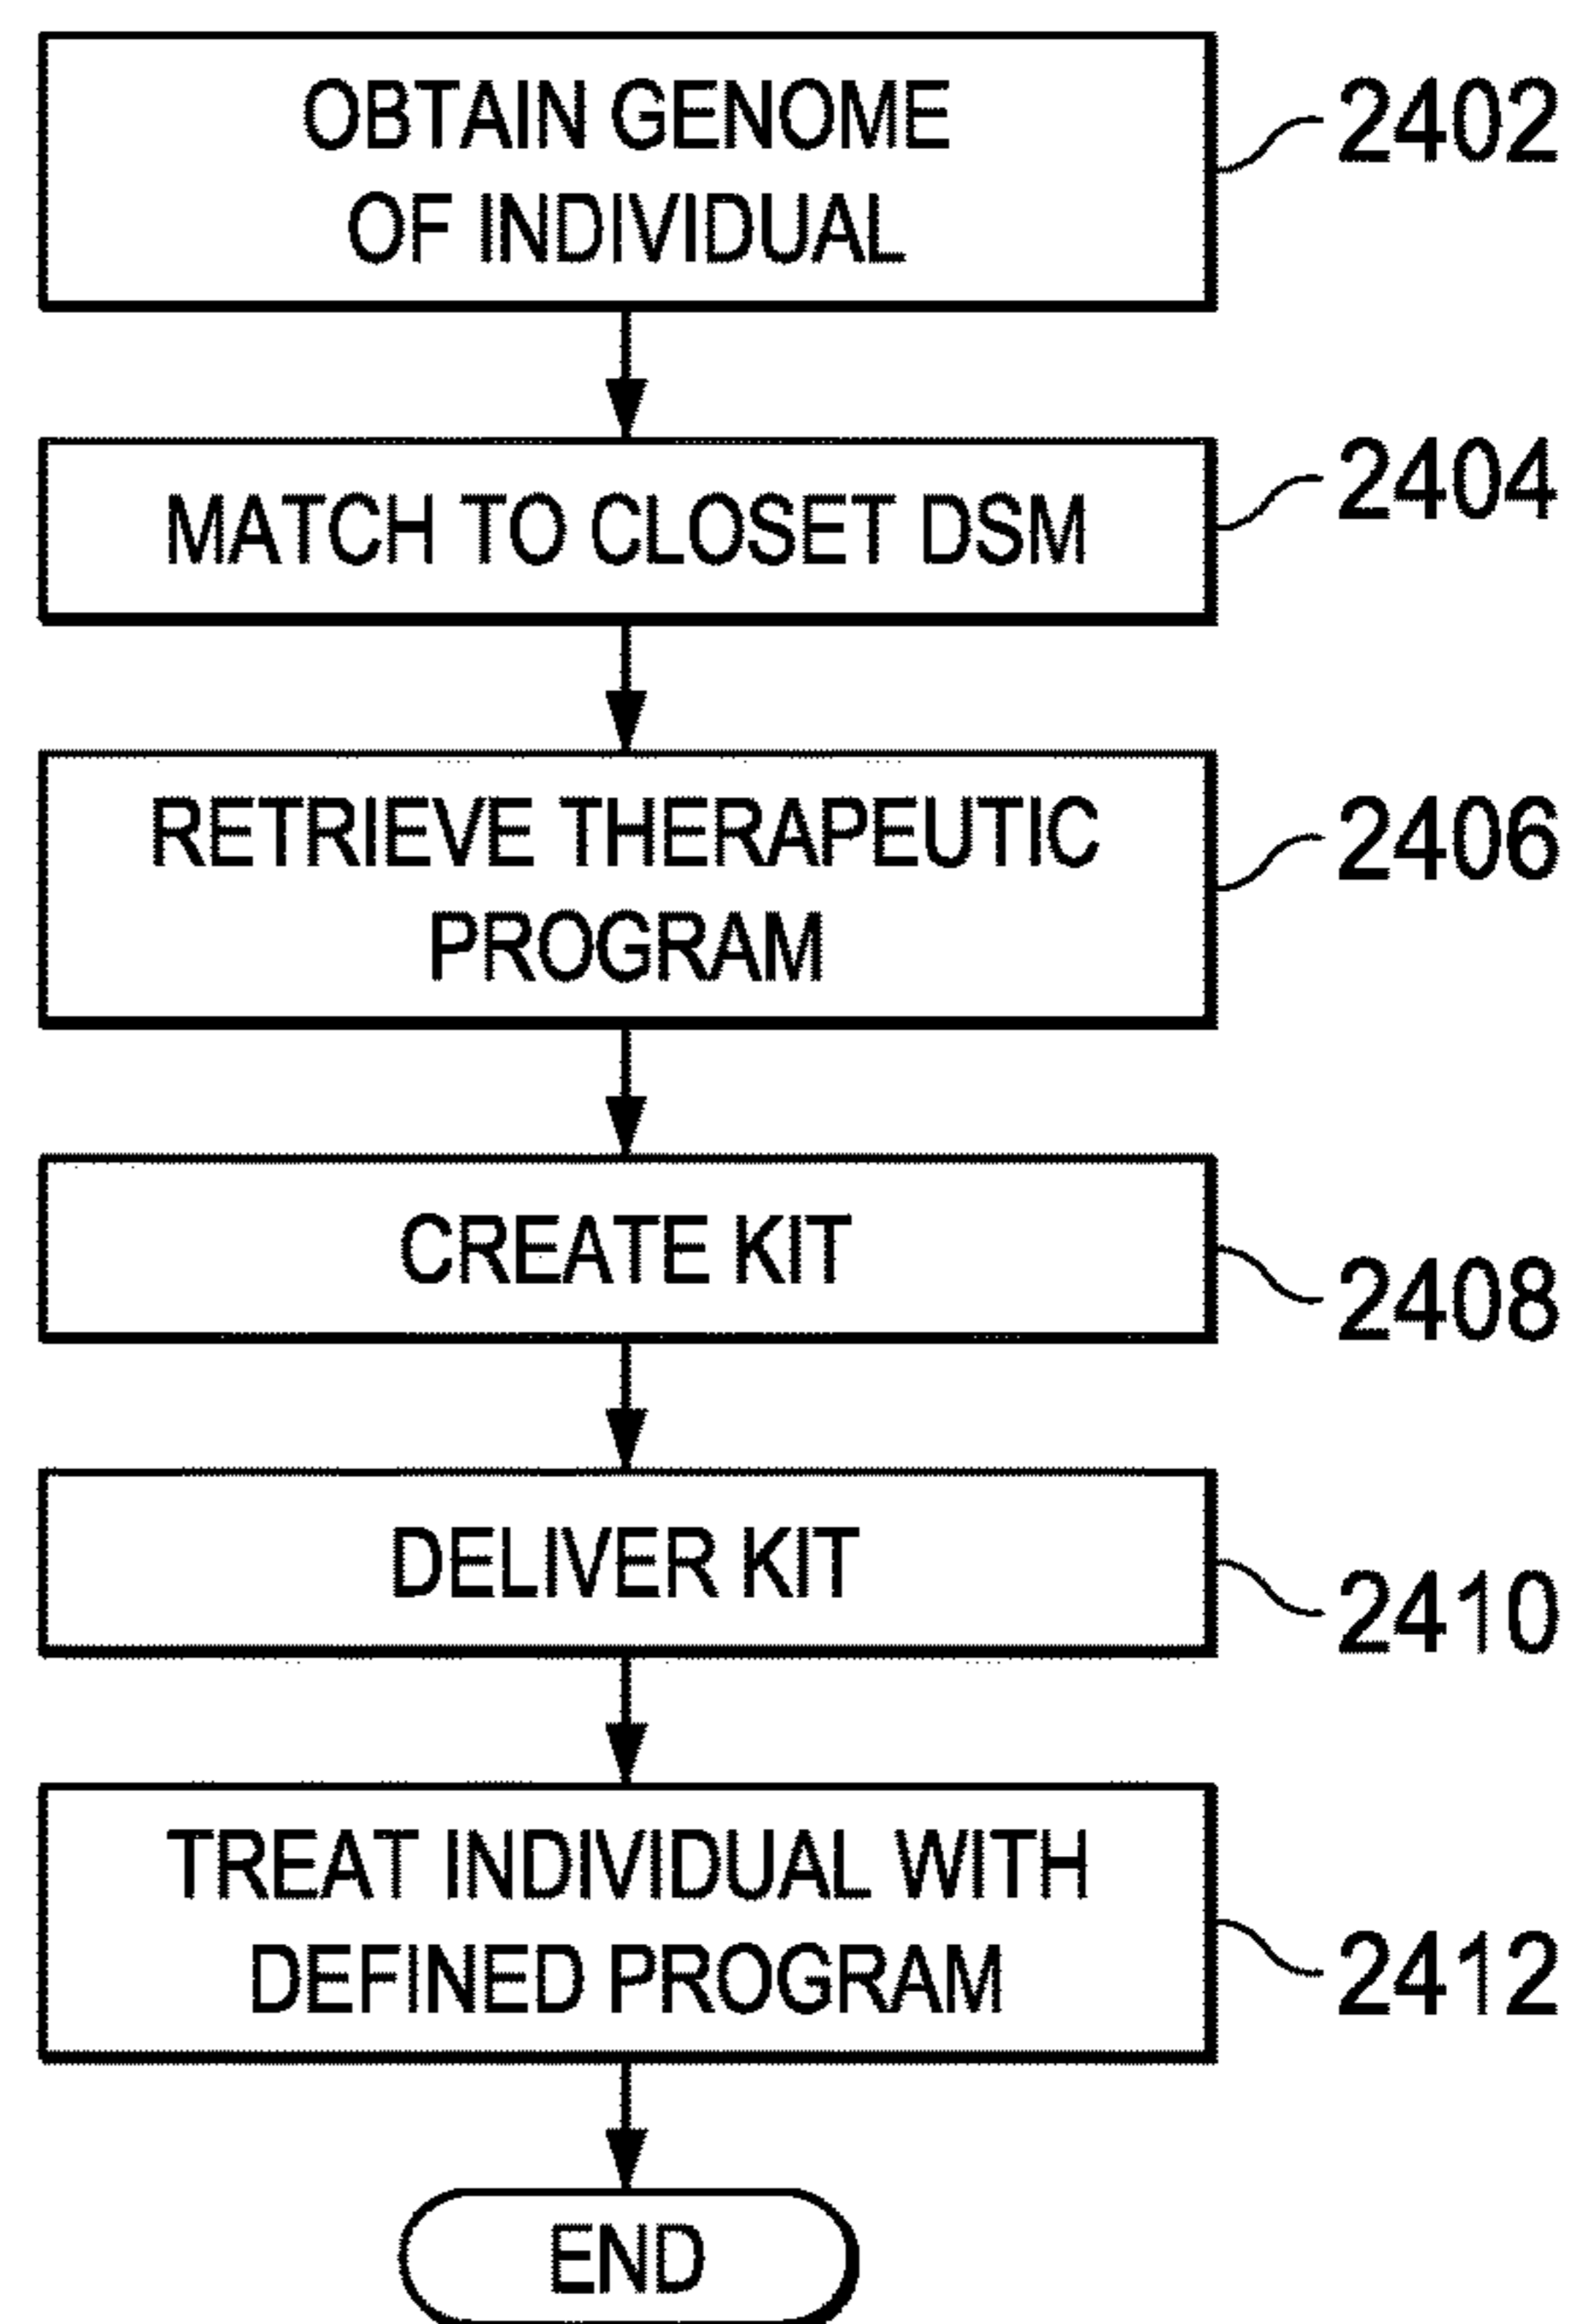 OBTAIN GENOME
OF INDIVIDUAL
2402
MATCH TO CLOSET DSM
2404
RETRIEVE THERAPEUTIC
PROGRAM
2406
CREATE KIT
2408
DELIVER KIT
2410
TREAT INDIVIDUAL WITH
DEFINED PROGRAM
2412
END